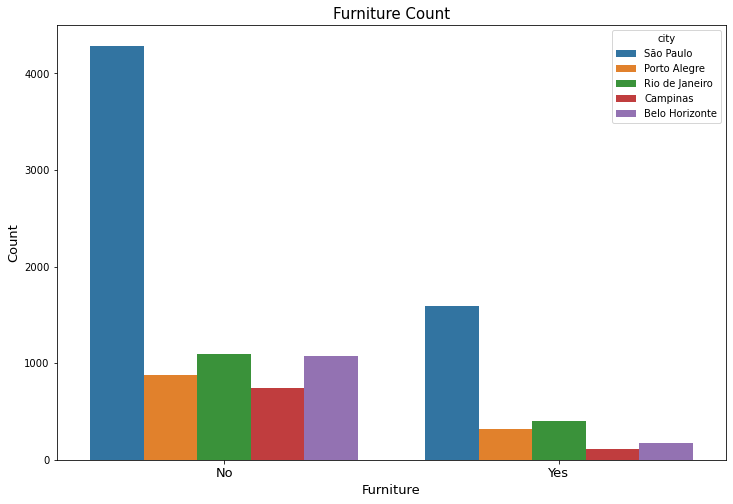 Furniture Count
city
São Paulo
Porto Alegre
Rio de Janeiro
Campinas
Belo Horizonte
Count
4000
3000
2000
1000
0
No
Yes
Furniture